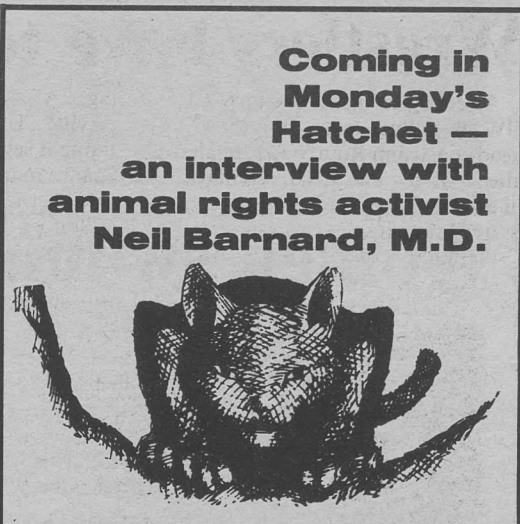 Coming in
Monday's
Hatchet —
an interview with
animal rights activist
Neil Barnard, M.D.